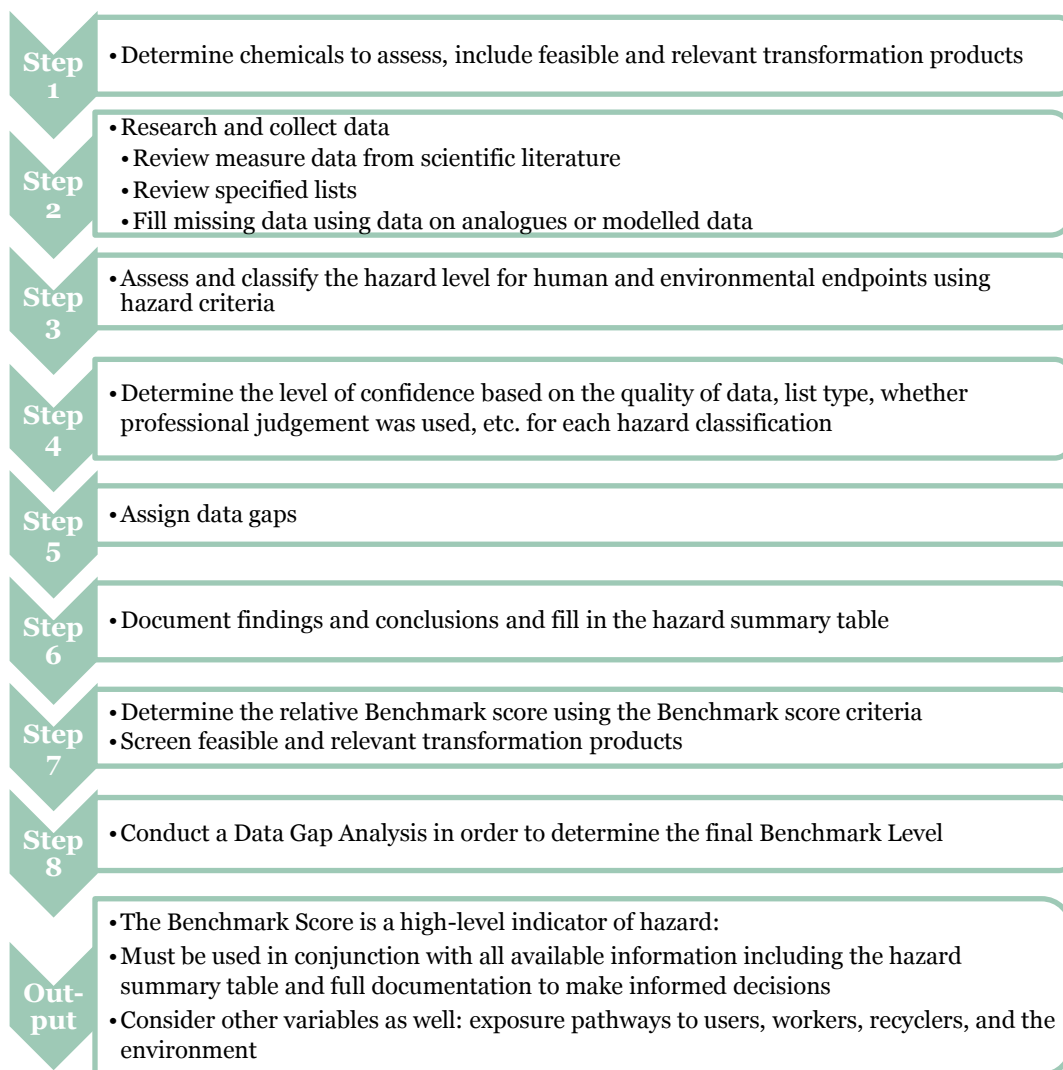 Step
1
• Determine chemicals to assess, include feasible and relevant transformation products
Step
2
• Research and collect data
• Review measure data from scientific literature
• Review specified lists
• Fill missing data using data on analogues or modelled data
Step
3
• Assess and classify the hazard level for human and environmental endpoints using
hazard criteria
Step
4
• Determine the level of confidence based on the quality of data, list type, whether
professional judgement was used, etc. for each hazard classification
Step
5
• Assign data gaps
Step
6
• Document findings and conclusions and fill in the hazard summary table
Step
7
• Determine the relative Benchmark score using the Benchmark score criteria
• Screen feasible and relevant transformation products
Step
8
• Conduct a Data Gap Analysis in order to determine the final Benchmark Level
Out-
put
• The Benchmark Score is a high-level indicator of hazard:
• Must be used in conjunction with all available information including the hazard
summary table and full documentation to make informed decisions
• Consider other variables as well: exposure pathways to users, workers, recyclers, and the
environment